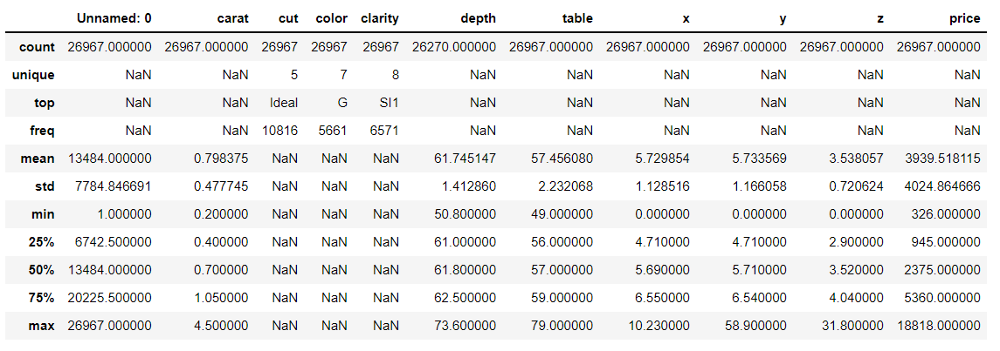 Unnamed: 0 carat cut color clarity depth table x y z price
count 26967.000000 26967.000000 26967 26967 26967 26270.000000 26967.000000 26967.000000 26967.000000 26967.000000 26967.000000
unique NaN NaN 5 7 8 NaN NaN NaN NaN NaN NaN
top NaN NaN Ideal G SI1 NaN NaN NaN NaN NaN NaN
freq NaN NaN 10816 5661 6571 NaN NaN NaN NaN NaN NaN
mean 13484.000000 0.798375 NaN NaN NaN 61.745147 57.456080 5.729854 5.733569 3.538057 3939.518115
std 7784.846691 0.477745 NaN NaN NaN 1.412860 2.232068 1.128516 1.166058 0.720624 4024.864666
min 1.000000 0.200000 NaN NaN NaN 50.800000 49.000000 0.000000 0.000000 0.000000 326.000000
25% 6742.500000 0.400000 NaN NaN NaN 61.000000 56.000000 4.710000 4.710000 2.900000 945.000000
50% 13484.000000 0.700000 NaN NaN NaN 61.800000 57.000000 5.690000 5.710000 3.520000 2375.000000
75% 20225.500000 1.050000 NaN NaN NaN 62.500000 59.000000 6.550000 6.540000 4.040000 5360.000000
max 26967.000000 4.500000 NaN NaN NaN 73.600000 79.000000 10.230000 58.900000 31.800000 18818.000000